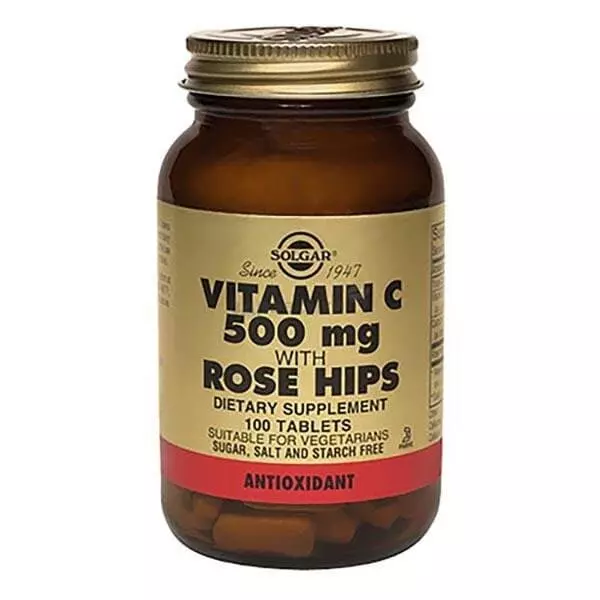 SOLGAR®
Since 1947
VITAMIN C
500 mg
WITH
ROSE HIPS
DIETARY SUPPLEMENT
100 TABLETS
SUITABLE FOR VEGETARIANS
SUGAR, SALT AND STARCH FREE
ANTIOXIDANT